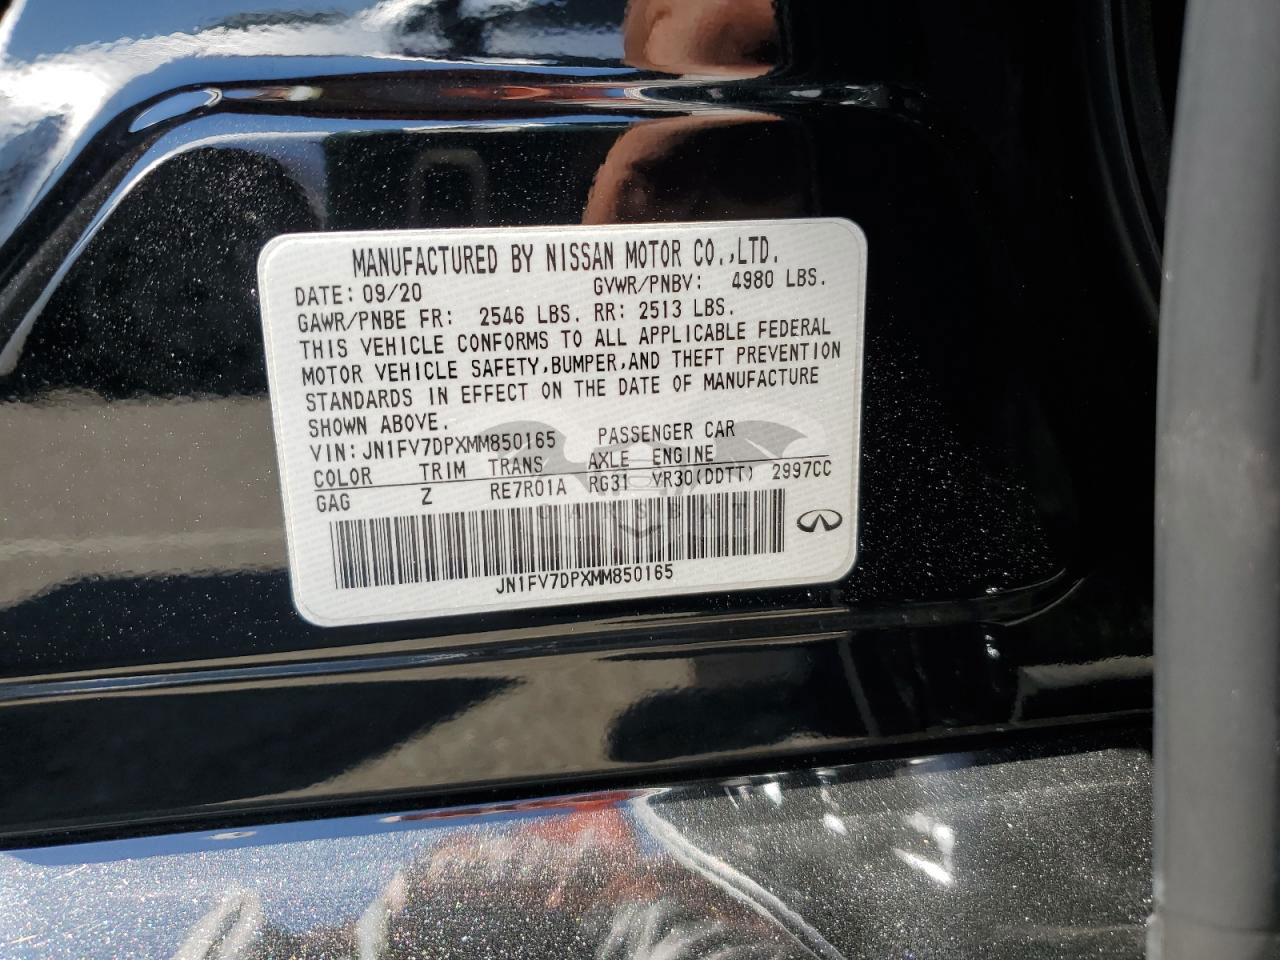 MANUFACTURED BY NISSAN MOTOR CO.,LTD.
DATE: 09/20 GVWR/PNBV: 4980 LBS.
GAWR/PNBE FR: 2546 LBS. RR: 2513 LBS.
THIS VEHICLE CONFORMS TO ALL APPLICABLE FEDERAL
MOTOR VEHICLE SAFETY,BUMPER,AND THEFT PREVENTION
STANDARDS IN EFFECT ON THE DATE OF MANUFACTURE
SHOWN ABOVE.
VIN:JN1FV7DPXMM850165 PASSENGER CAR
COLOR TRIM TRANS AXLE ENGINE
GAG Z RE7R01A RG31 VR30(DDTT) 2997CC
CARSBAT
JN1FV7DPXMM850165